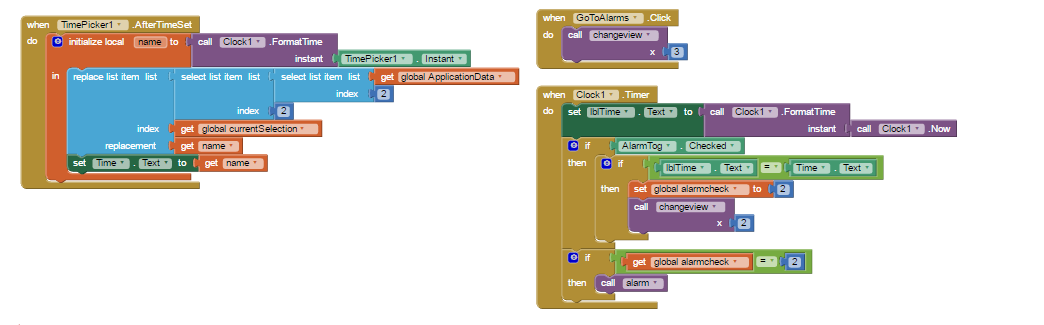 when TimePicker1 .AfterTimeSet
do initialize local name to call Clock1 .FormatTime
instant TimePicker1 . Instant
in replace list item list select list item list select list item list get global ApplicationData
index 2
index 2
index get global currentSelection
replacement get name
set Time . Text to get name
when GoToAlarms .Click
do call changeview
x 3
when Clock1 .Timer
do set lblTime . Text to call Clock1 .FormatTime
instant call Clock1 .Now
if AlarmTog . Checked
then if lblTime . Text = Time . Text
then set global alarmcheck to 2
call changeview
x 2
if get global alarmcheck = 2
then call alarm